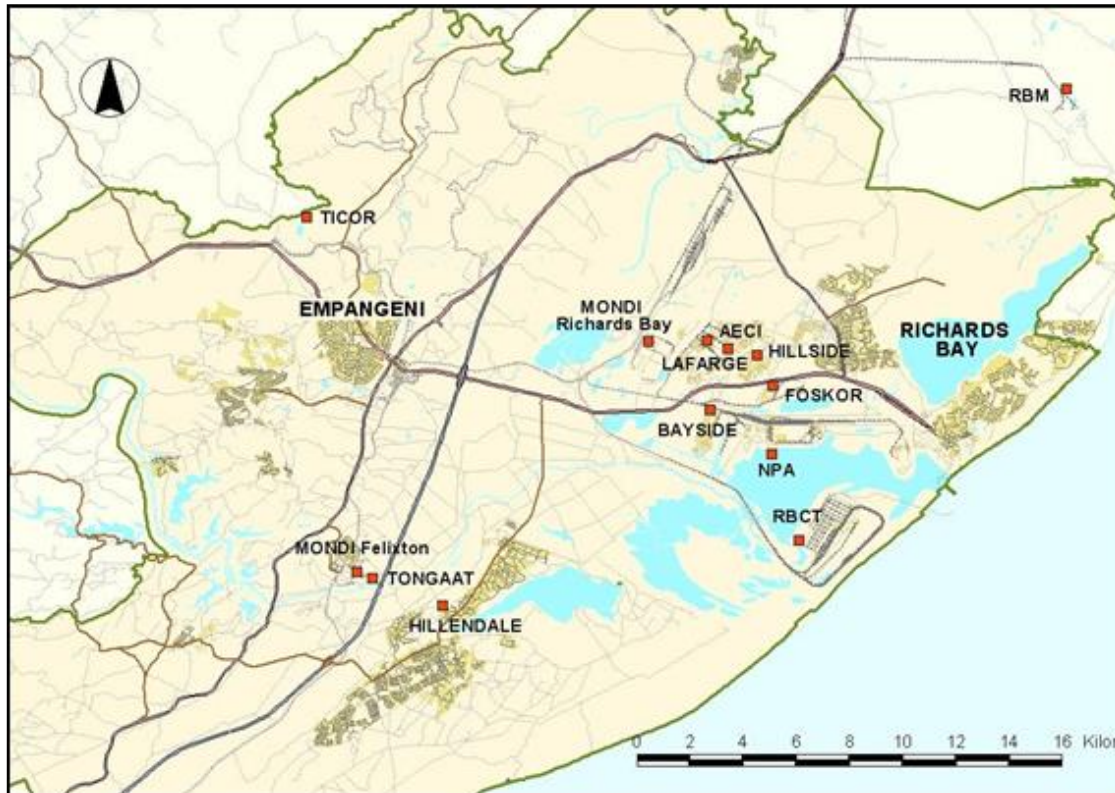 RBM
TICOR
EMPANGENI
MONDI
Richards Bay
AECI
LAFARGE
HILLSIDE
RICHARDS
BAY
FOSKOR
BAYSIDE
NPA
RBCT
MONDI Felixton
TONGAAT
HILLENDALE
0 2 4 6 8 10 12 14 16 Kilom